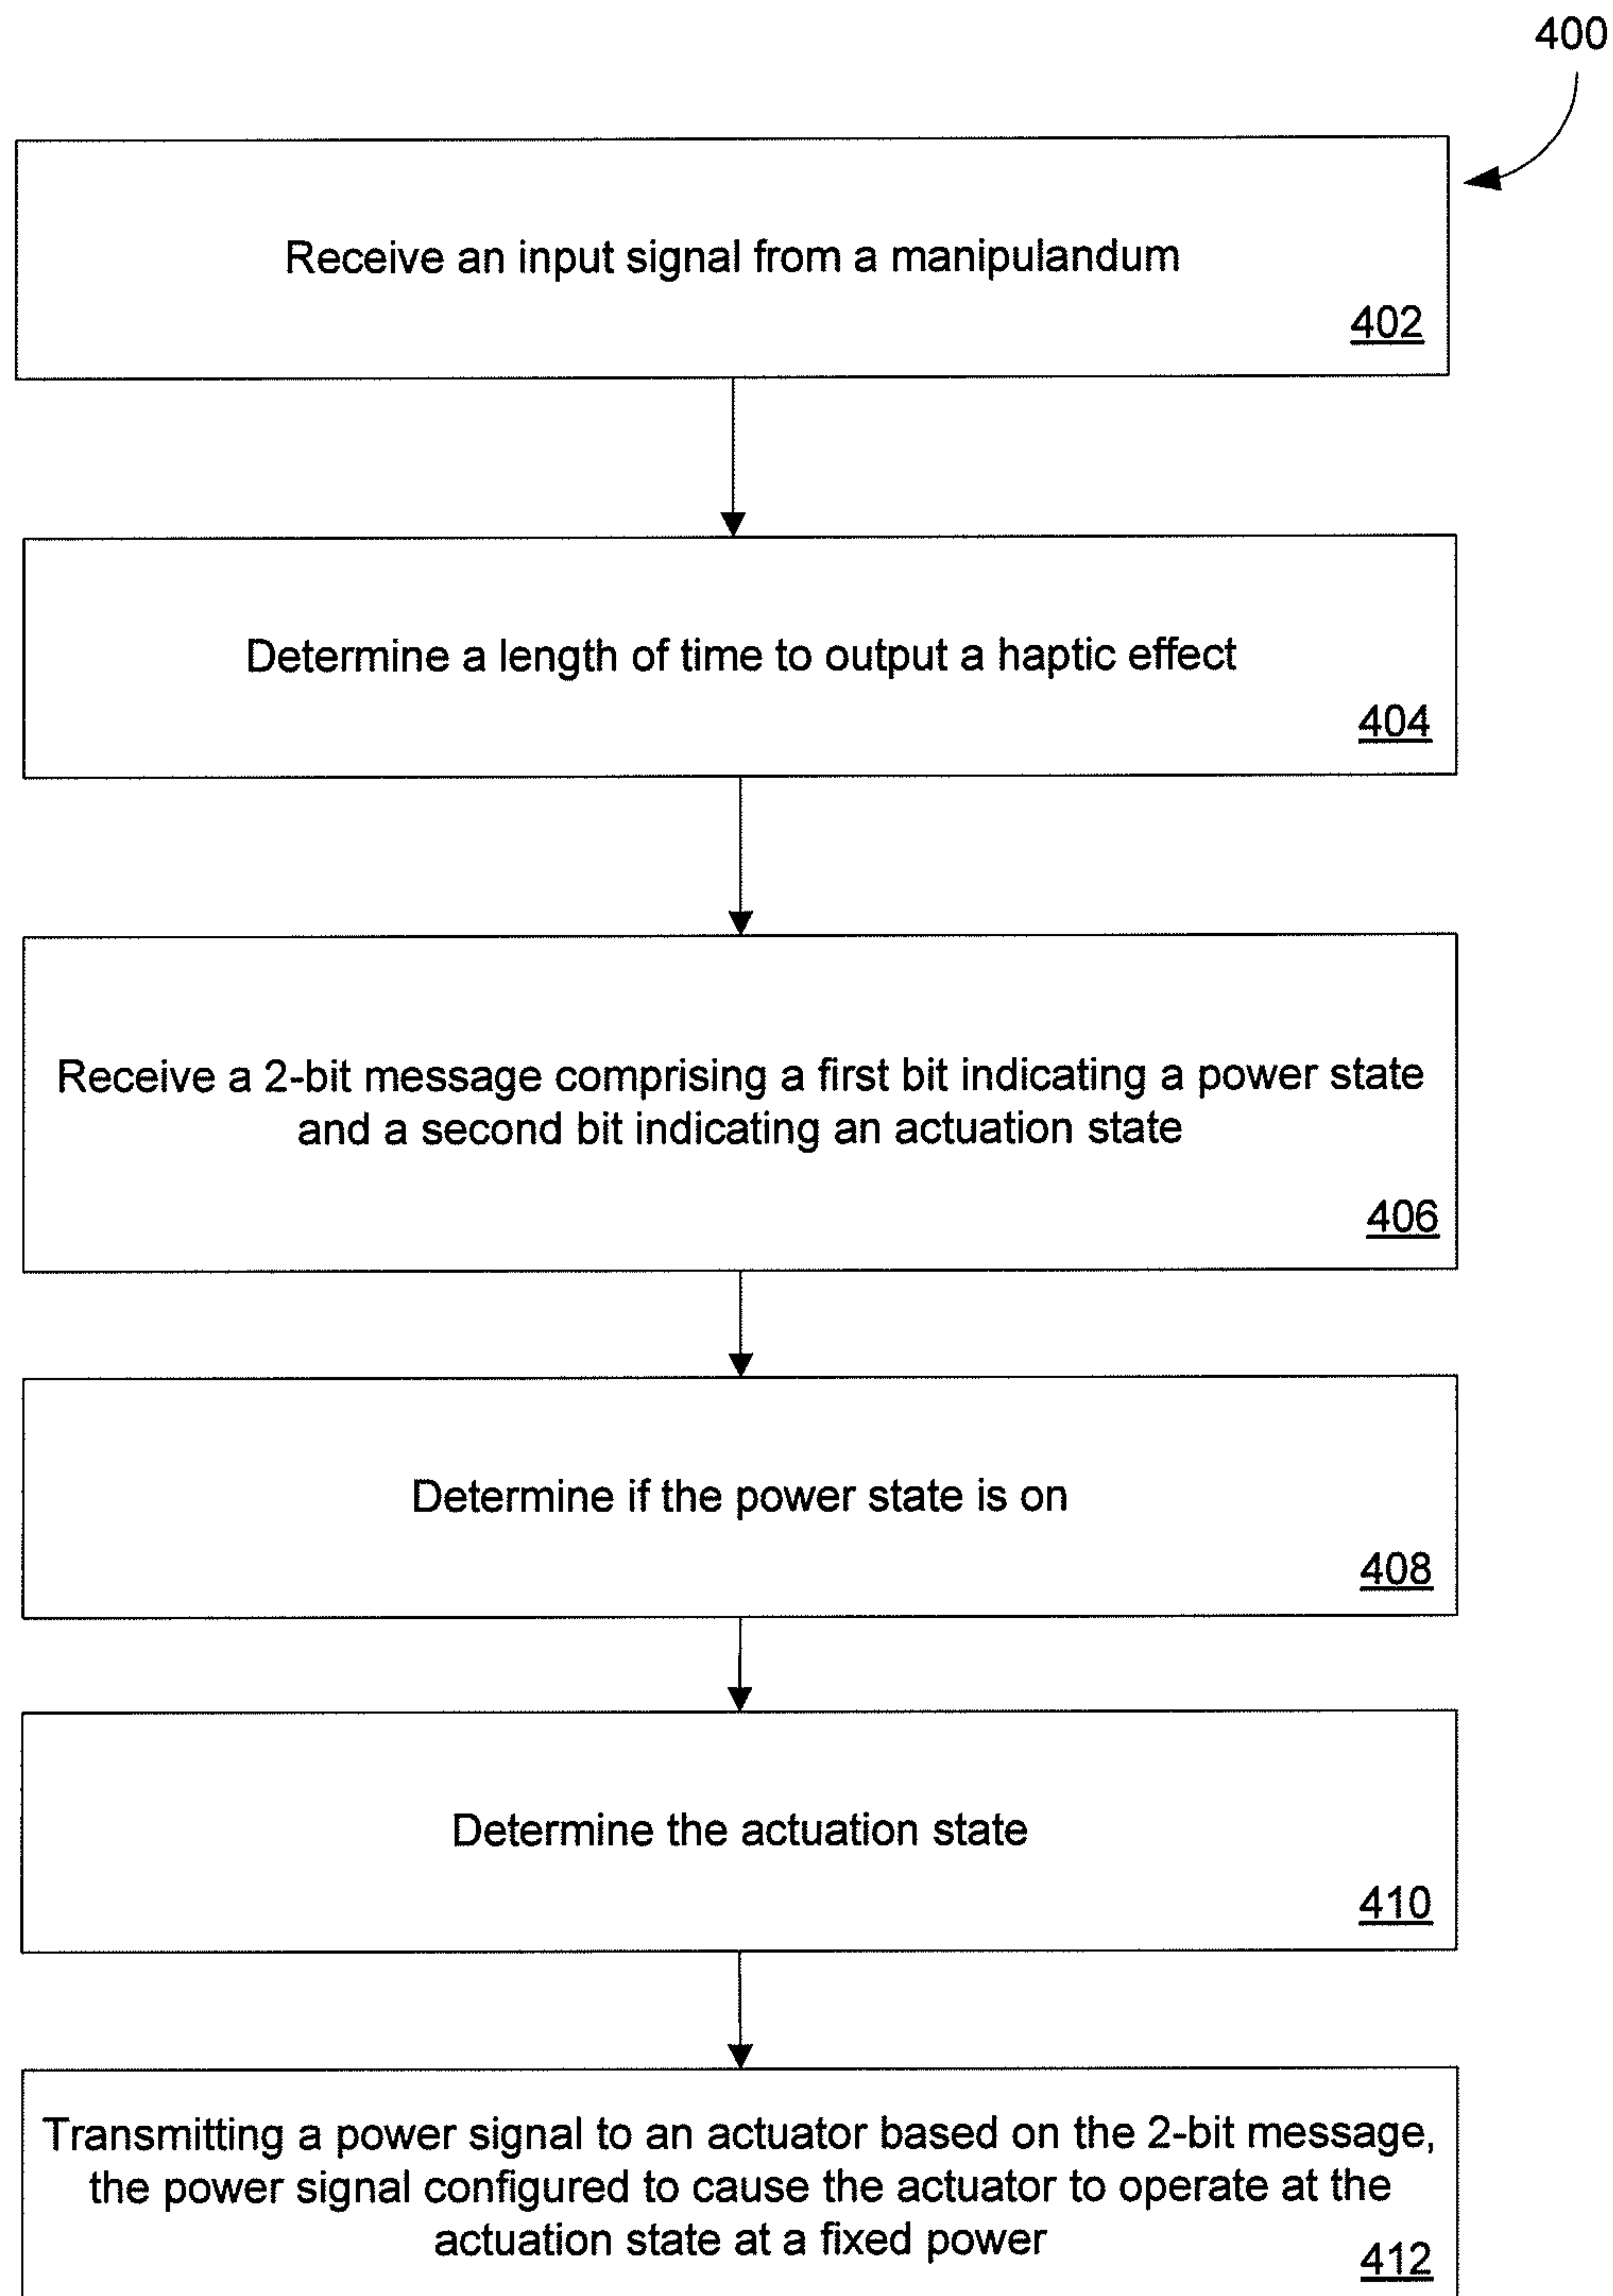 400
Receive an input signal from a manipulandum
402
Determine a length of time to output a haptic effect
404
Receive a 2-bit message comprising a first bit indicating a power state
and a second bit indicating an actuation state
406
Determine if the power state is on
408
Determine the actuation state
410
Transmitting a power signal to an actuator based on the 2-bit message,
the power signal configured to cause the actuator to operate at the
actuation state at a fixed power
412